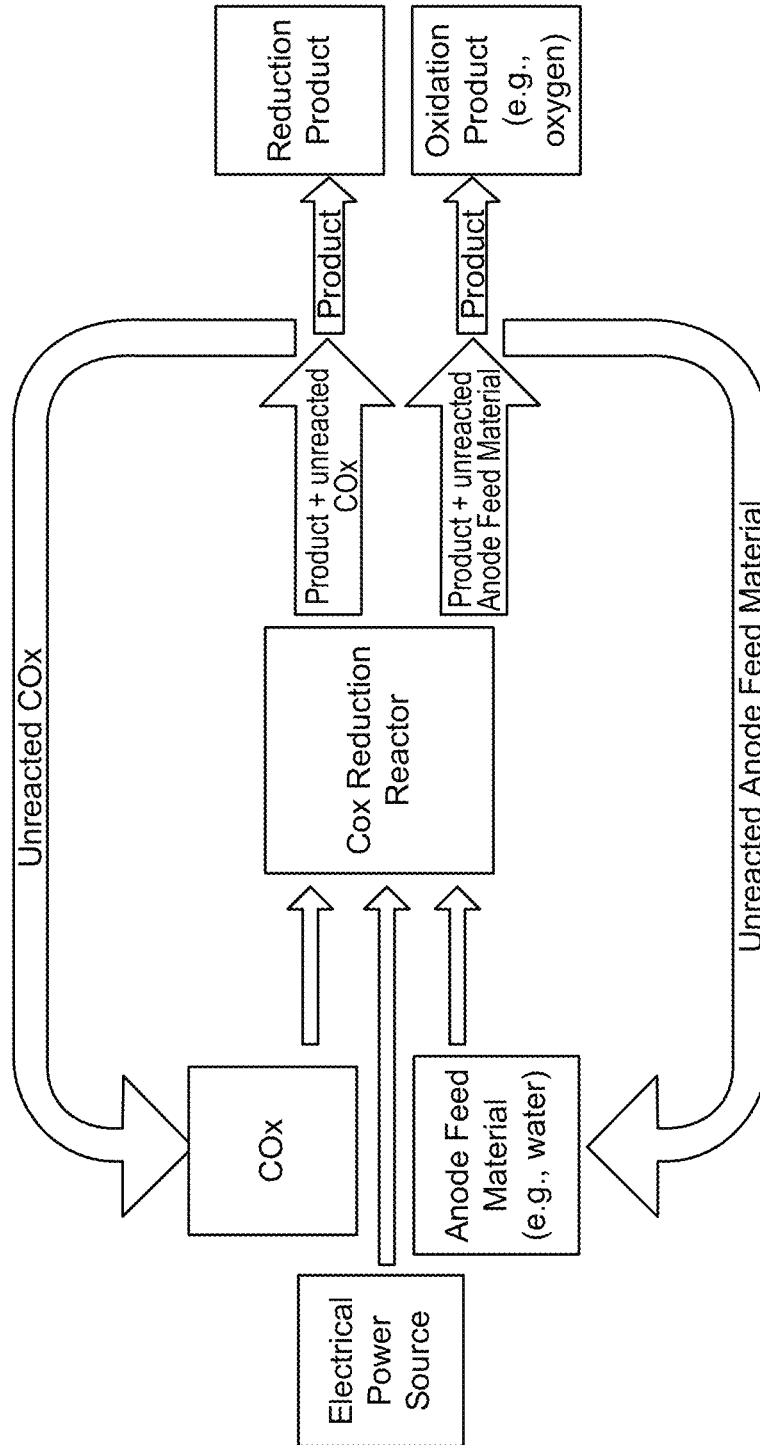 Unreacted COx
Electrical
Power
Source
COx
Anode Feed
Material
(e.g., water)
Cox Reduction
Reactor
Product + unreacted
COx
Product + unreacted
Anode Feed Material
Product
Product
Reduction
Product
Oxidation
Product
(e.g.,
oxygen)
Unreacted Anode Feed Material